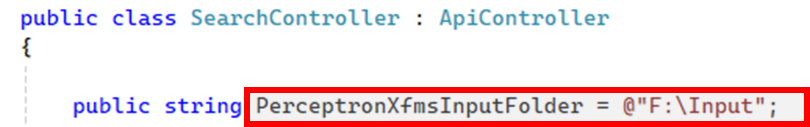 public class SearchController : ApiController
{
public string PerceptronXfmsInputFolder = @"F:\Input";